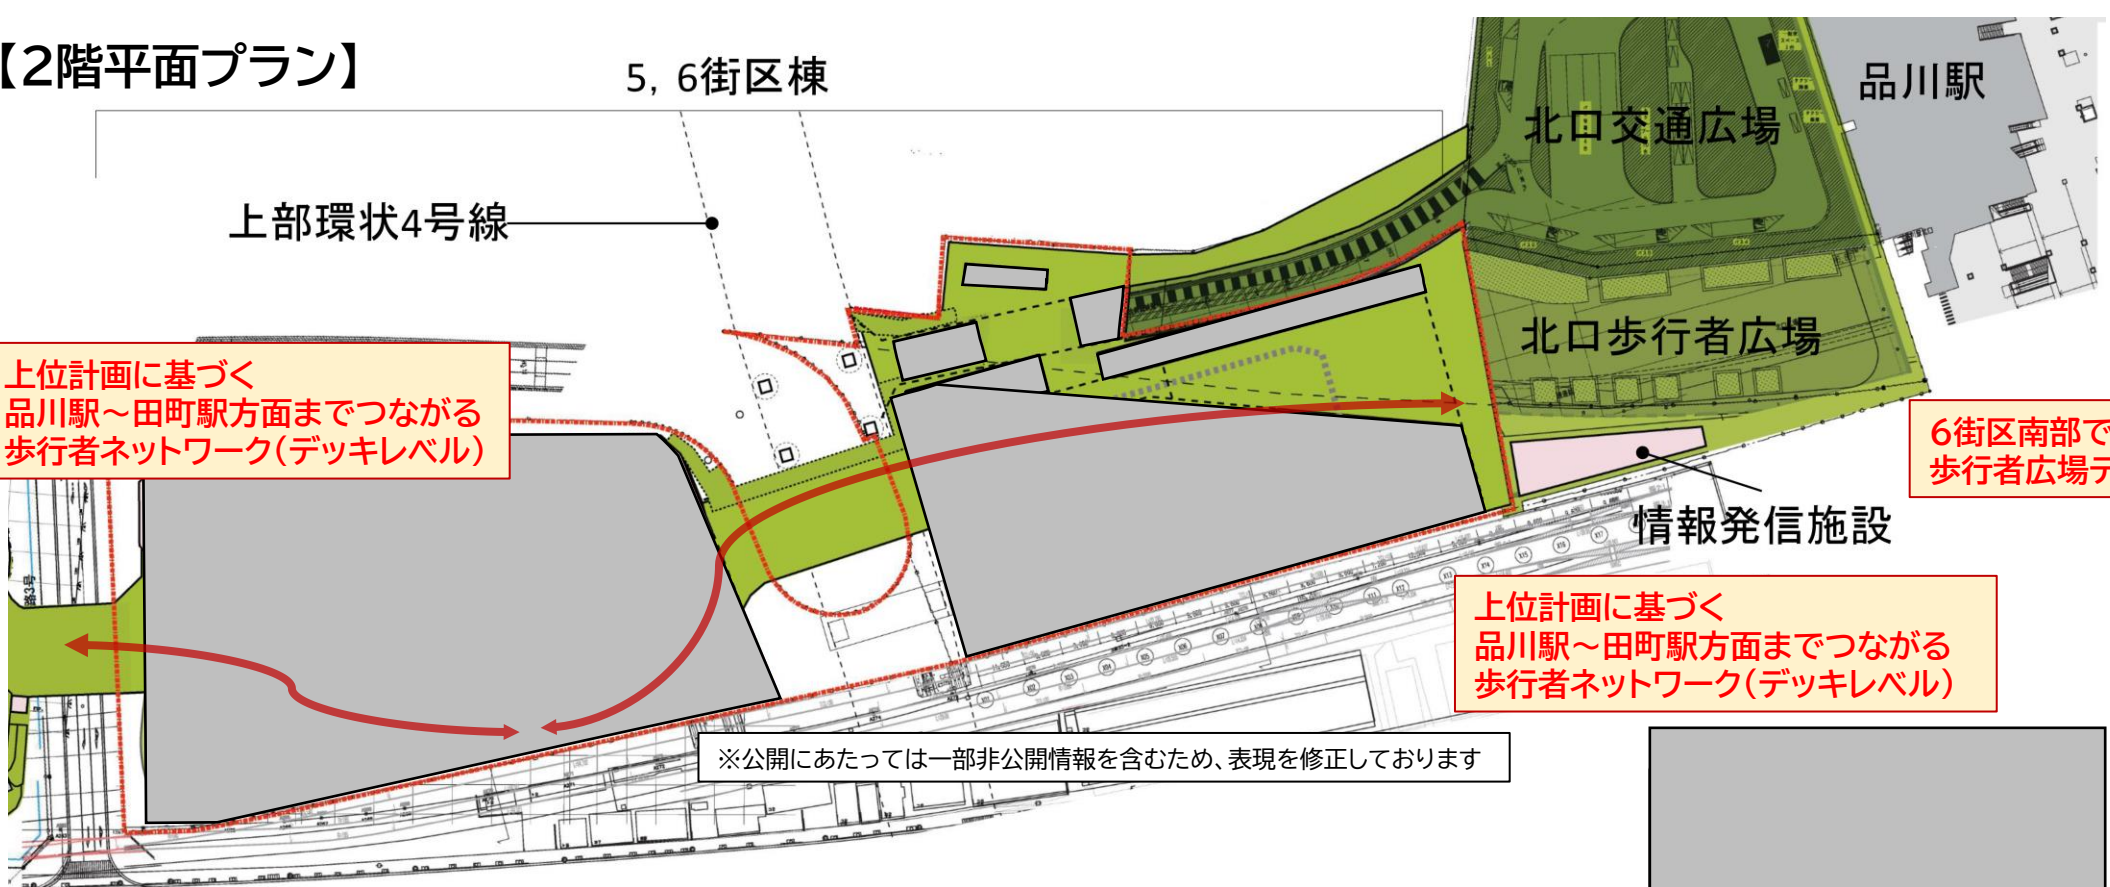 【2階平面プラン】
5, 6街区棟
品川駅
北口交通広場
上部環状4号線
北口歩行者広場
上位計画に基づく
品川駅～田町駅方面までつながる
歩行者ネットワーク(デッキレベル)
6街区南部で
歩行者広場デ
情報発信施設
路3号
上位計画に基づく
品川駅～田町駅方面までつながる
歩行者ネットワーク(デッキレベル)
※公開にあたっては一部非公開情報を含むため、表現を修正しております